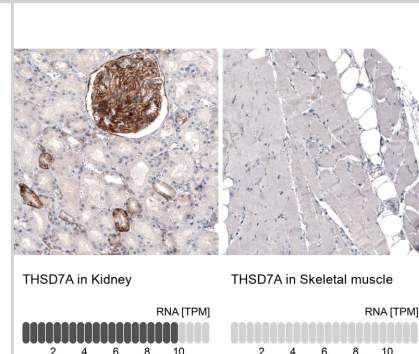 THSD7A in Kidney
THSD7A in Skeletal muscle
RNA [TPM]
RNA [TPM]
2 4 6 8 10
2 4 6 8 10